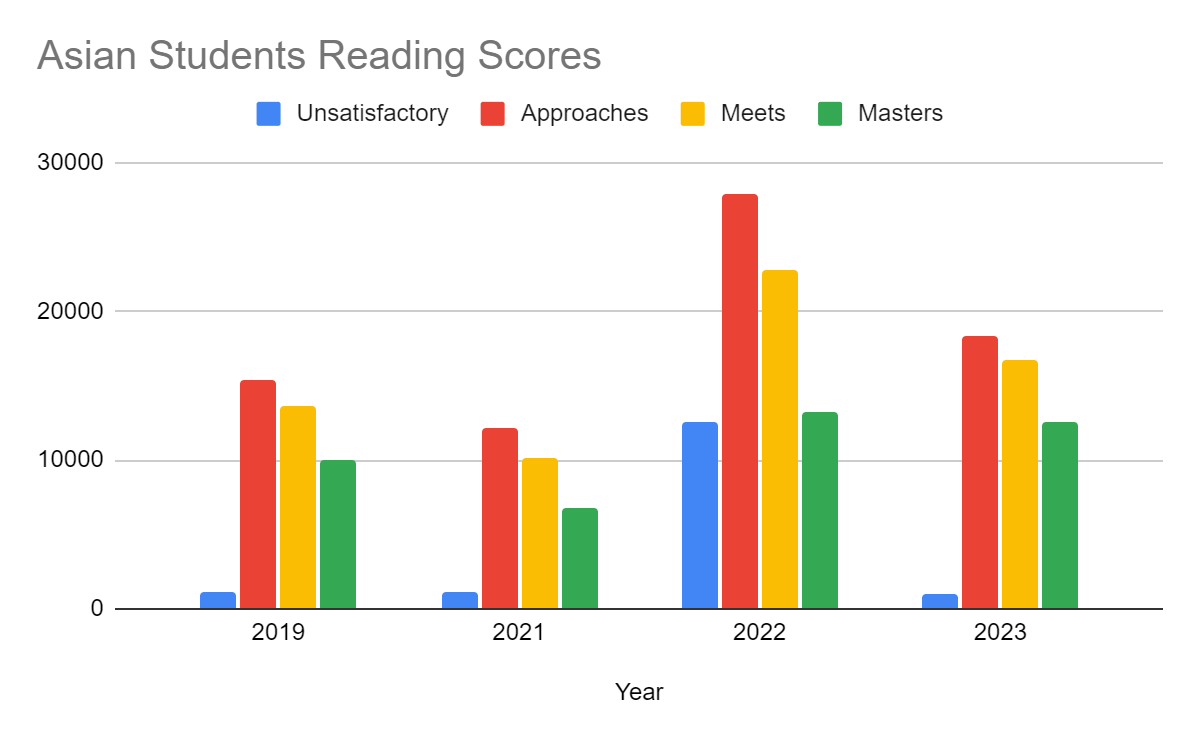 Asian Students Reading Scores
Unsatisfactory Approaches Meets Masters
30000
20000
10000
0
2019 2021 2022 2023
Year